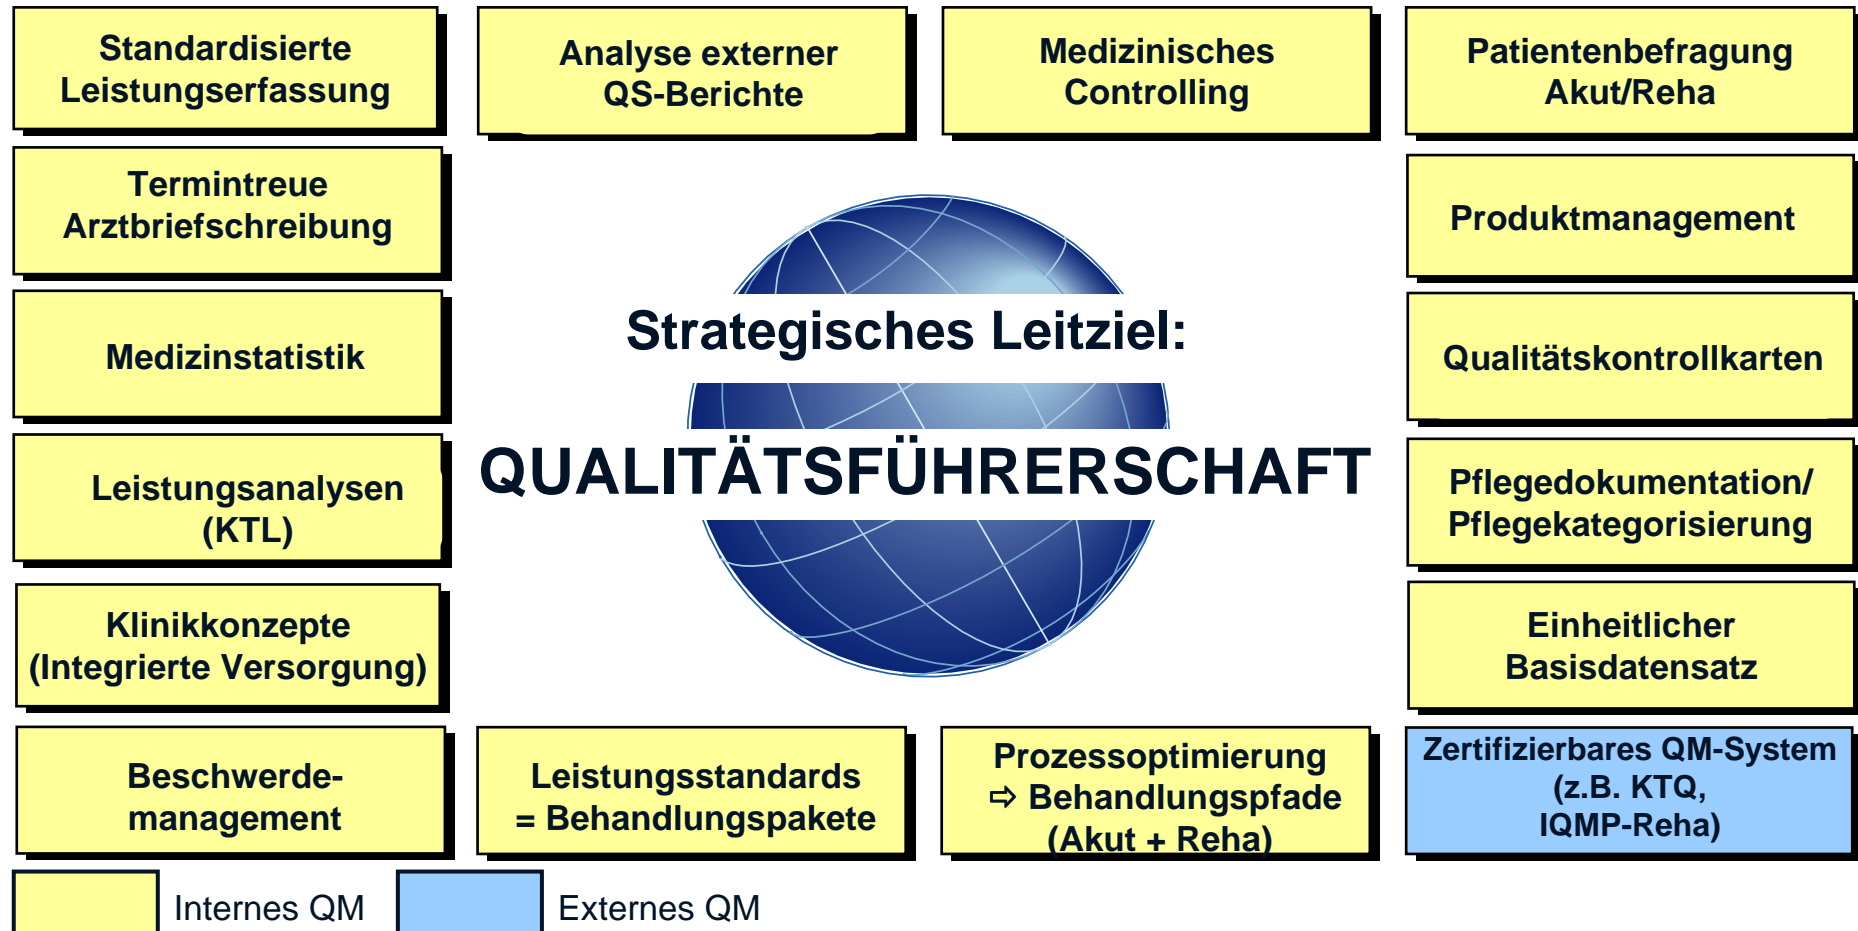 Standardisierte
Leistungserfassung
Analyse externer
QS-Berichte
Medizinisches
Controlling
Patientenbefragung
Akut/Reha
Termintreue
Arztbriefschreibung
Produktmanagement
Medizinstatistik
Strategisches Leitziel:
Qualitätskontrollkarten
Leistungsanalysen
(KTL)
QUALITÄTSFÜHRERSCHAFT
Pflegedokumentation/
Pflegekategorisierung
Klinikkonzepte
(Integrierte Versorgung)
Einheitlicher
Basisdatensatz
Beschwerde-
management
Leistungsstandards
= Behandlungspakete
Prozessoptimierung
⇨ Behandlungspfade
(Akut + Reha)
Zertifizierbares QM-System
(z.B. KTQ,
IQMP-Reha)
Internes QM
Externes QM